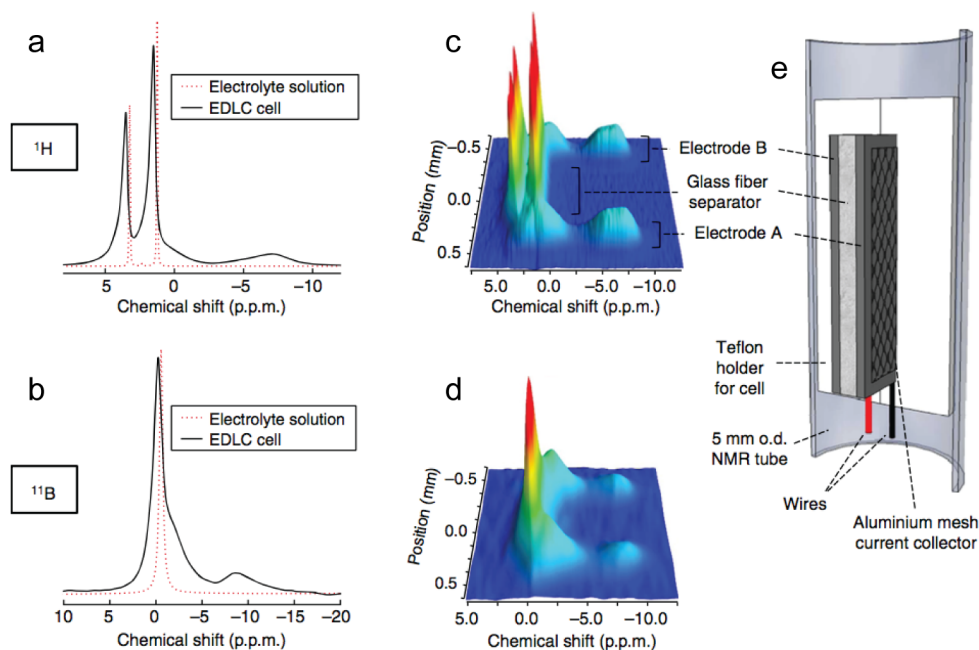 a
¹H
Electrolyte solution
EDLC cell
5
0
−5
−10
Chemical shift (p.p.m.)
b
¹¹B
Electrolyte solution
EDLC cell
10
5
0
−5
−10
−15
−20
Chemical shift (p.p.m.)
c
−0.5
0.0
0.5
Position (mm)
5.0
0.0
−5.0
−10.0
Chemical shift (p.p.m.)
Electrode B
Glass fiber
separator
Electrode A
d
−0.5
0.0
0.5
Position (mm)
5.0
0.0
−5.0
−10.0
Chemical shift (p.p.m.)
e
Teflon
holder
for cell
5 mm o.d.
NMR tube
Wires
Aluminium mesh
current collector